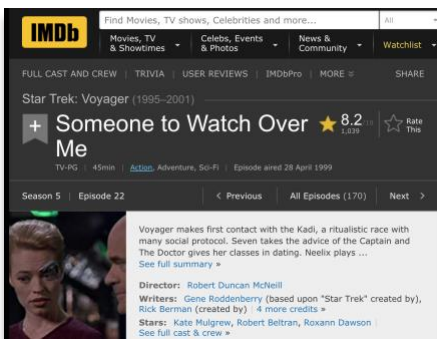 IMDb
Find Movies, TV shows, Celebrities and more...
All
Movies, TV
& Showtimes
Celebs, Events
& Photos
News &
Community
Watchlist
FULL CAST AND CREW | TRIVIA | USER REVIEWS | IMDbPro | MORE
SHARE
Star Trek: Voyager (1995–2001)
+ Someone to Watch Over
Me
8.2/10
1,039
Rate
This
TV-PG | 45min | Action, Adventure, Sci-Fi | Episode aired 28 April 1999
Season 5 | Episode 22
< Previous
All Episodes (170)
Next >
Voyager makes first contact with the Kadi, a ritualistic race with
many social protocol. Seven takes the advice of the Captain and
The Doctor gives her classes in dating. Neelix plays ...
See full summary »
Director: Robert Duncan McNeill
Writers: Gene Roddenberry (based upon "Star Trek" created by),
Rick Berman (created by) | 4 more credits »
Stars: Kate Mulgrew, Robert Beltran, Roxann Dawson |
See full cast & crew »